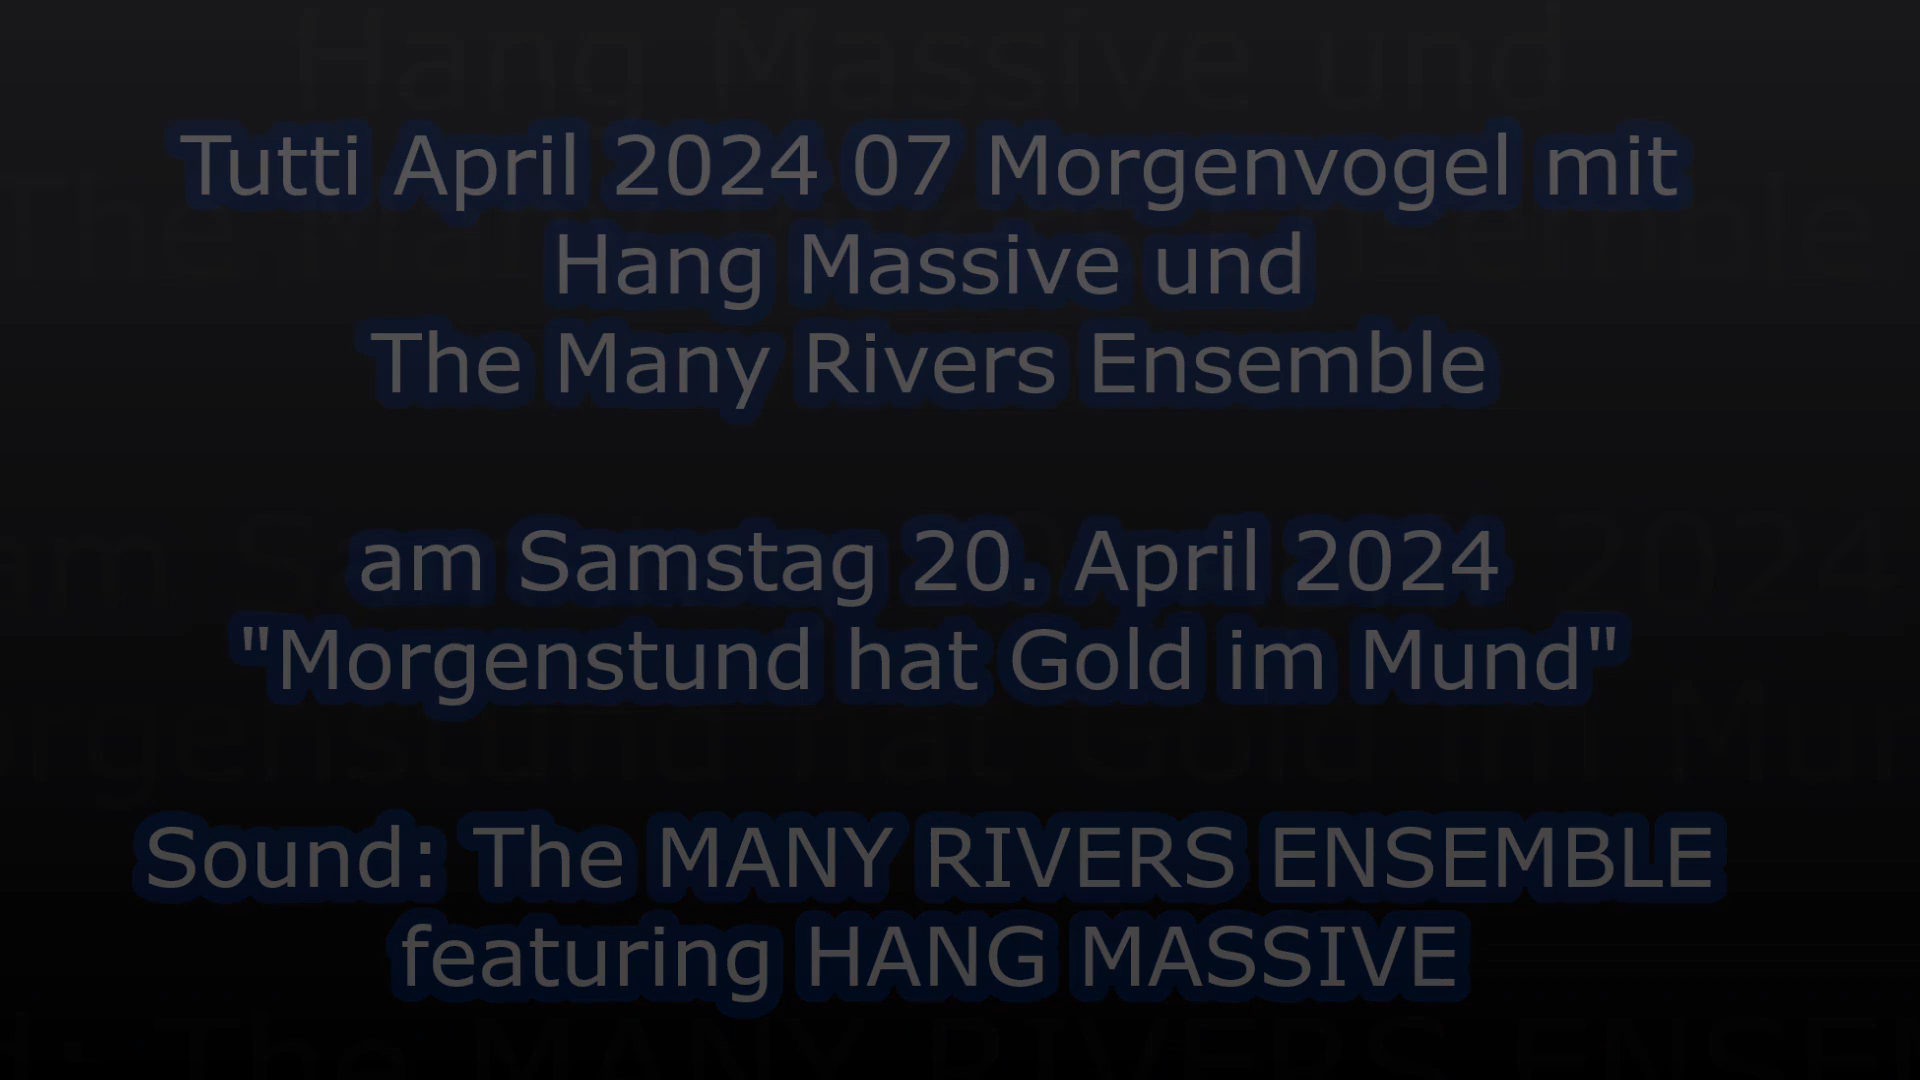 Tutti April 2024 07 Morgenvogel mit
Hang Massive und
The Many Rivers Ensemble
am Samstag 20. April 2024
"Morgenstund hat Gold im Mund"
Sound: The MANY RIVERS ENSEMBLE
featuring HANG MASSIVE